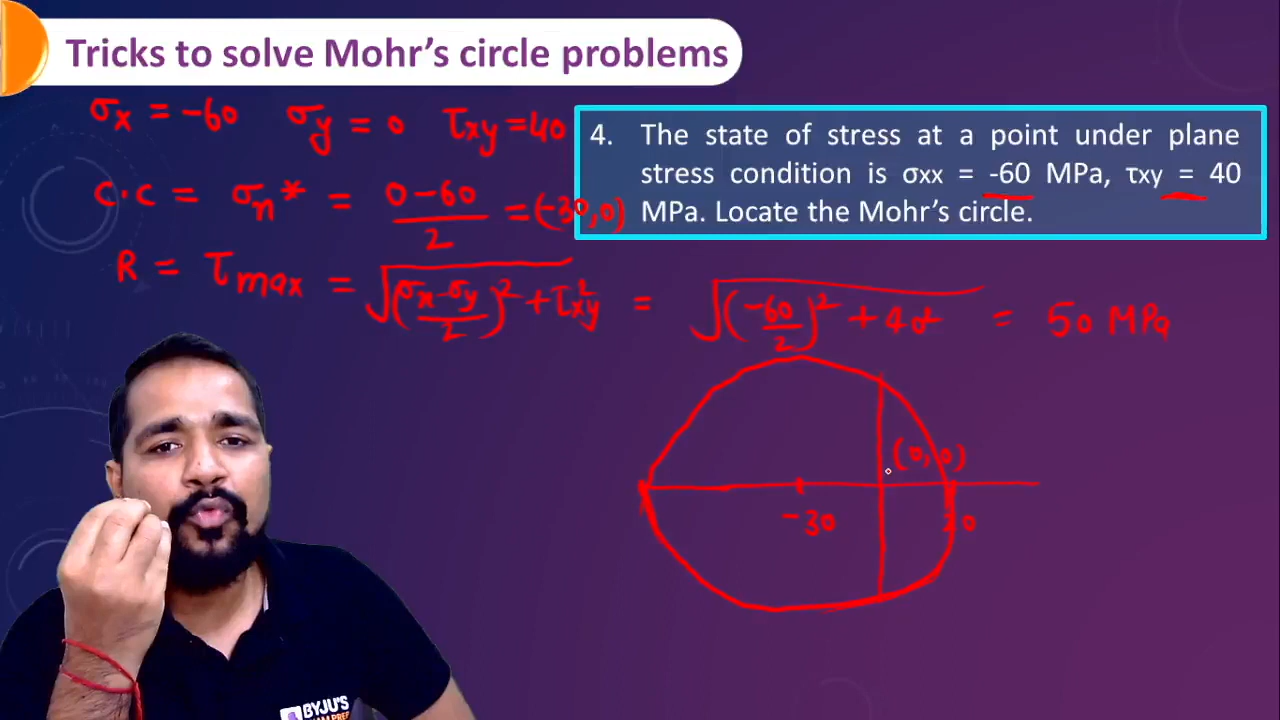 Tricks to solve Mohr's circle problems
σx = -60 σy = 0 τxy = 40
4. The state of stress at a point under plane
stress condition is σxx = -60 MPa, τxy = 40
MPa. Locate the Mohr's circle.
C.C = σn* = 0-60/2 = (-30,0)
R = τmax = √((σx-σy/2)² + τxy²) = √((-60/2)² + 40²) = 50 MPa
(0,0)
-30 20
BYJU'S